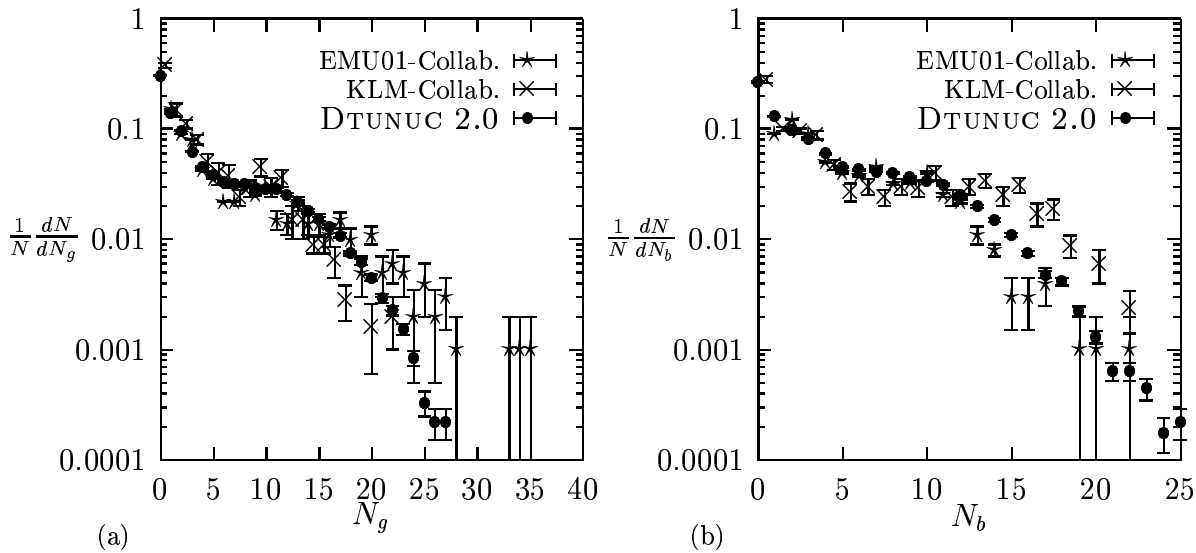 1
0.1
0.01
0.001
0.0001
1/N dN/dN_g
EMU01-Collab.
KLM-Collab.
DTUNUC 2.0
0 5 10 15 20 25 30 35 40
N_g
(a)
1
0.1
0.01
0.001
0.0001
1/N dN/dN_b
EMU01-Collab.
KLM-Collab.
DTUNUC 2.0
0 5 10 15 20 25
N_b
(b)